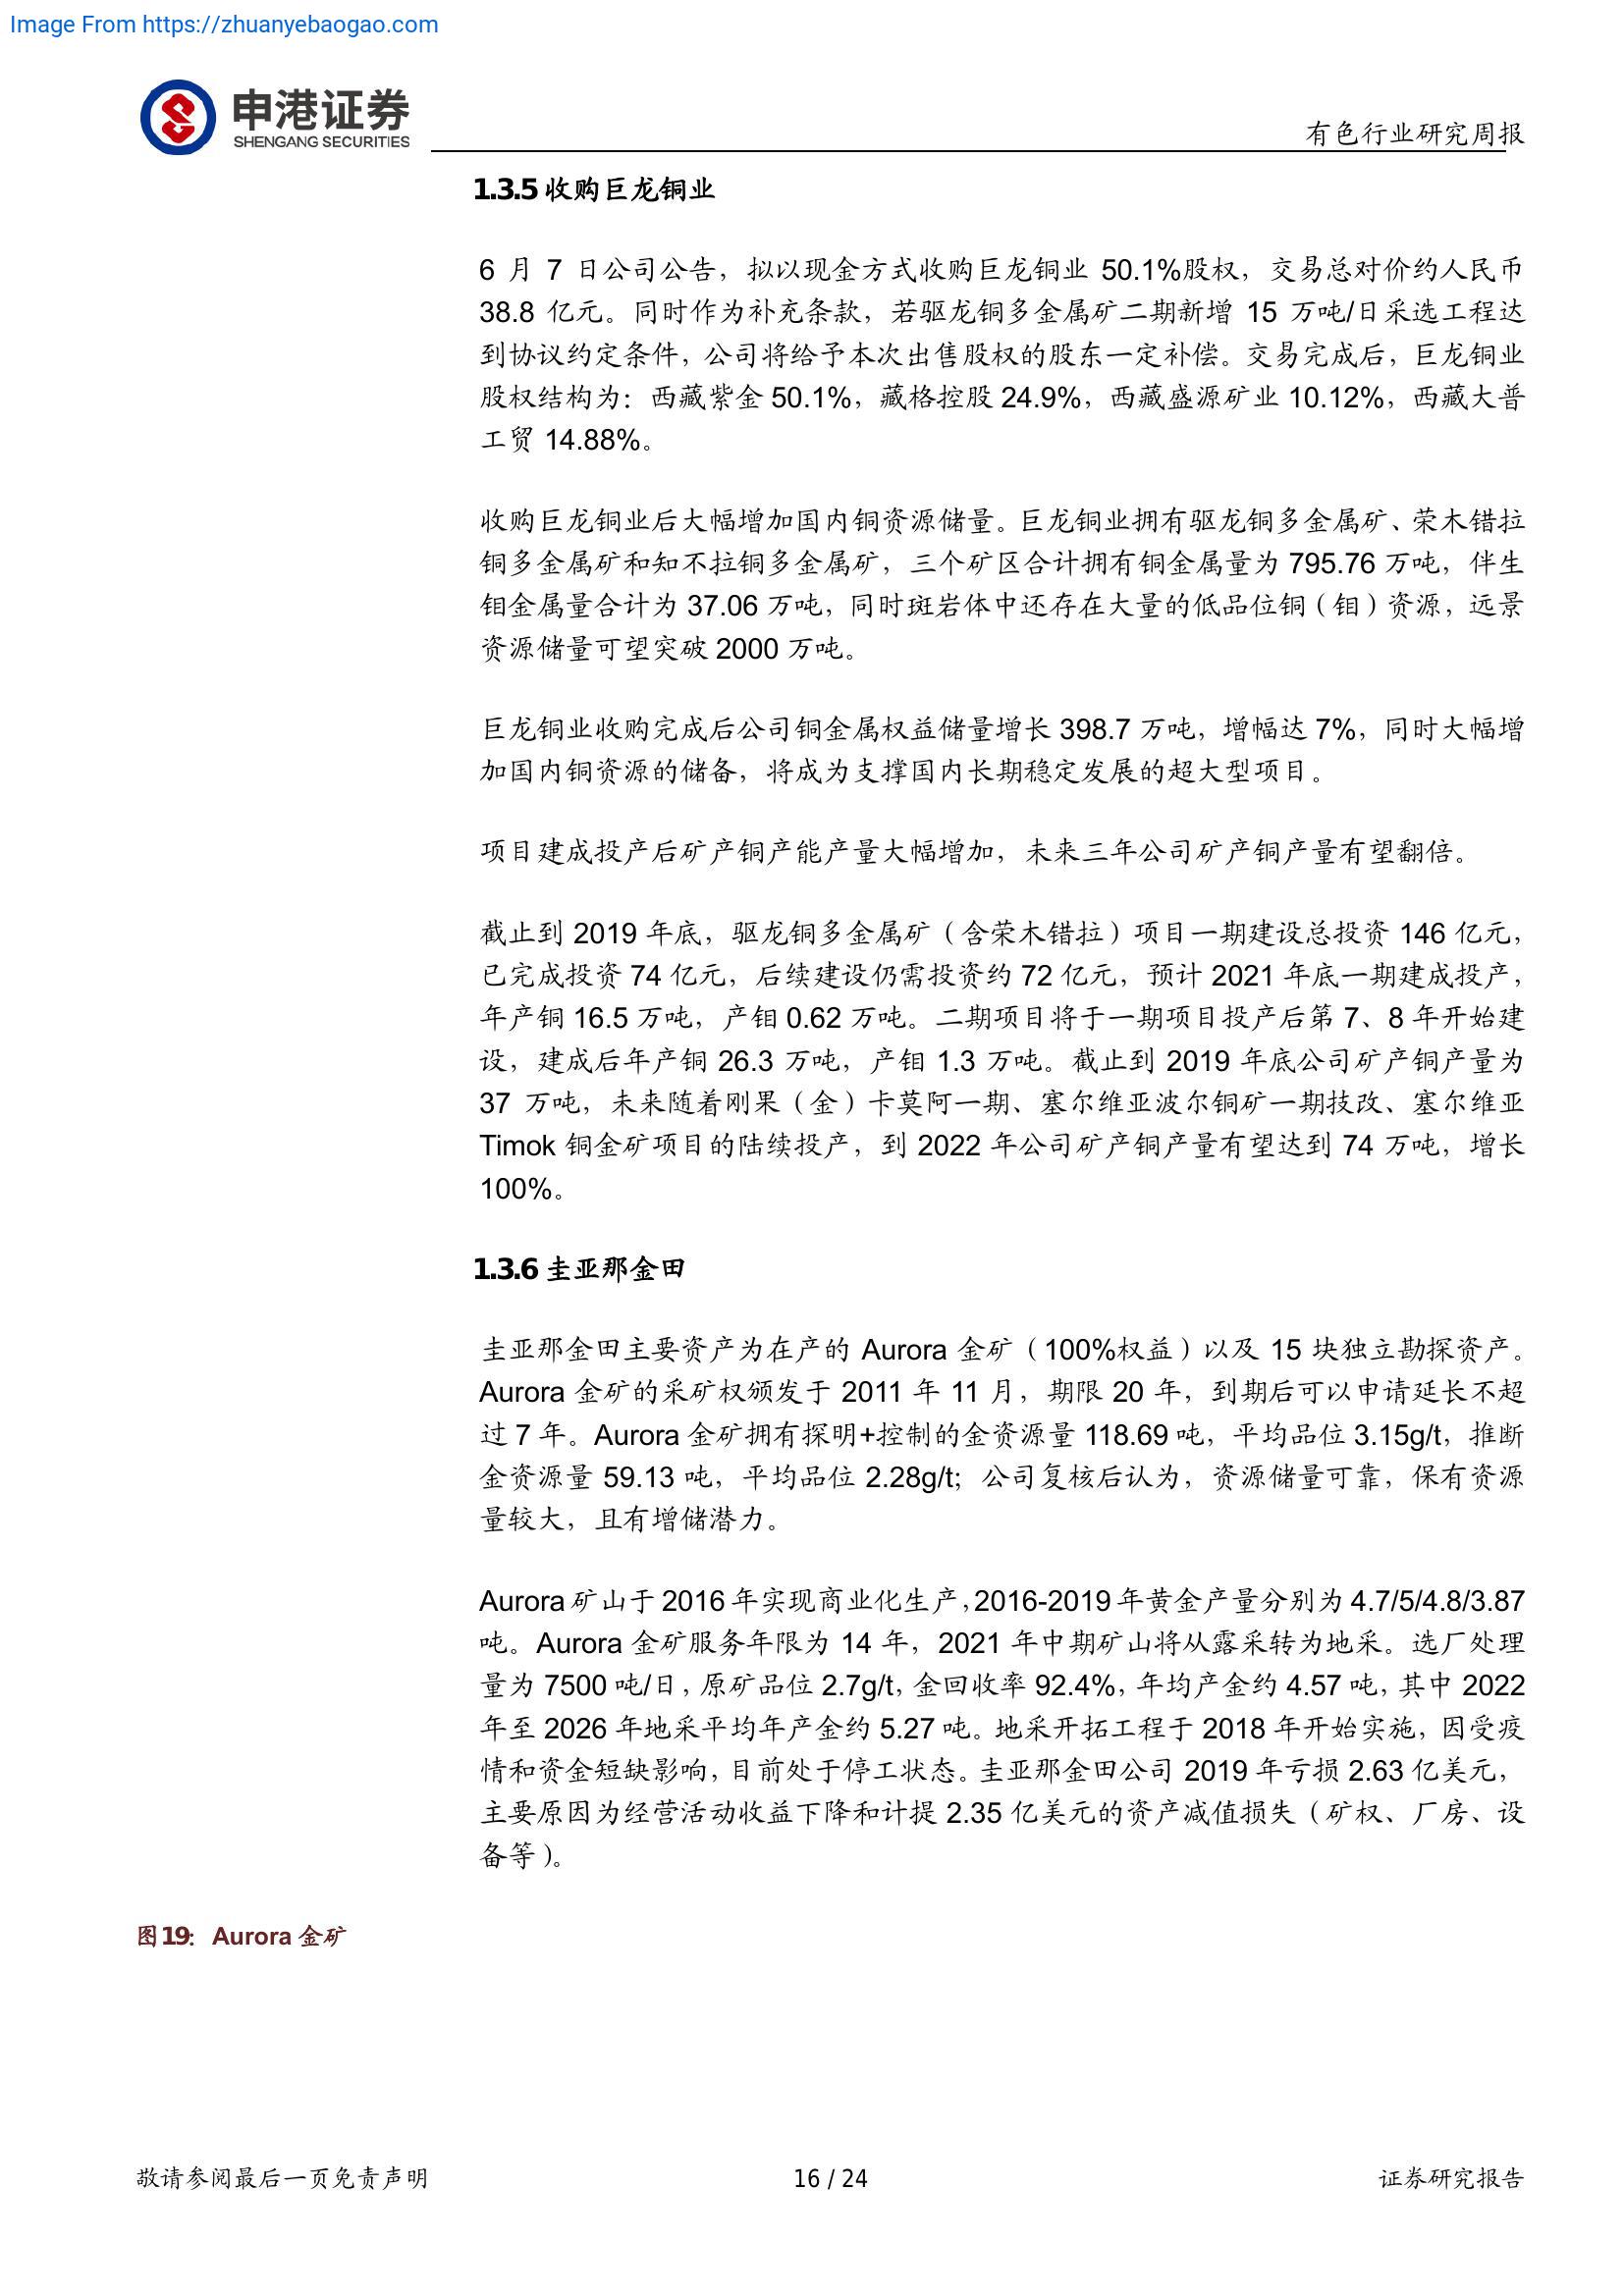 Image From https://zhuanyebaogao.com
申港证券
SHENGANG SECURITIES
有色行业研究周报
1.3.5 收购巨龙铜业
6 月 7 日公司公告，拟以现金方式收购巨龙铜业 50.1%股权，交易总对价约人民币
38.8 亿元。同时作为补充条款，若驱龙铜多金属矿二期新增 15 万吨/日采选工程达
到协议约定条件，公司将给予本次出售股权的股东一定补偿。交易完成后，巨龙铜业
股权结构为：西藏紫金 50.1%，藏格控股 24.9%，西藏盛源矿业 10.12%，西藏大普
工贸 14.88%。
收购巨龙铜业后大幅增加国内铜资源储量。巨龙铜业拥有驱龙铜多金属矿、荣木错拉
铜多金属矿和知不拉铜多金属矿，三个矿区合计拥有铜金属量为 795.76 万吨，伴生
钼金属量合计为 37.06 万吨，同时斑岩体中还存在大量的低品位铜（钼）资源，远景
资源储量可望突破 2000 万吨。
巨龙铜业收购完成后公司铜金属权益储量增长 398.7 万吨，增幅达 7%，同时大幅增
加国内铜资源的储备，将成为支撑国内长期稳定发展的超大型项目。
项目建成投产后矿产铜产能产量大幅增加，未来三年公司矿产铜产量有望翻倍。
截止到 2019 年底，驱龙铜多金属矿（含荣木错拉）项目一期建设总投资 146 亿元，
已完成投资 74 亿元，后续建设仍需投资约 72 亿元，预计 2021 年底一期建成投产，
年产铜 16.5 万吨，产钼 0.62 万吨。二期项目将于一期项目投产后第 7、8 年开始建
设，建成后年产铜 26.3 万吨，产钼 1.3 万吨。截止到 2019 年底公司矿产铜产量为
37 万吨，未来随着刚果（金）卡莫阿一期、塞尔维亚波尔铜矿一期技改、塞尔维亚
Timok 铜金矿项目的陆续投产，到 2022 年公司矿产铜产量有望达到 74 万吨，增长
100%。
1.3.6 圭亚那金田
圭亚那金田主要资产为在产的 Aurora 金矿（100%权益）以及 15 块独立勘探资产。
Aurora 金矿的采矿权颁发于 2011 年 11 月，期限 20 年，到期后可以申请延长不超
过 7 年。Aurora 金矿拥有探明+控制的金资源量 118.69 吨，平均品位 3.15g/t，推断
金资源量 59.13 吨，平均品位 2.28g/t；公司复核后认为，资源储量可靠，保有资源
量较大，且有增储潜力。
Aurora 矿山于 2016 年实现商业化生产，2016-2019 年黄金产量分别为 4.7/5/4.8/3.87
吨。Aurora 金矿服务年限为 14 年，2021 年中期矿山将从露采转为地采。选厂处理
量为 7500 吨/日，原矿品位 2.7g/t，金回收率 92.4%，年均产金约 4.57 吨，其中 2022
年至 2026 年地采平均年产金约 5.27 吨。地采开拓工程于 2018 年开始实施，因受疫
情和资金短缺影响，目前处于停工状态。圭亚那金田公司 2019 年亏损 2.63 亿美元，
主要原因为经营活动收益下降和计提 2.35 亿美元的资产减值损失（矿权、厂房、设
备等）。
图 19： Aurora 金矿
敬请参阅最后一页免责声明
16 / 24
证券研究报告